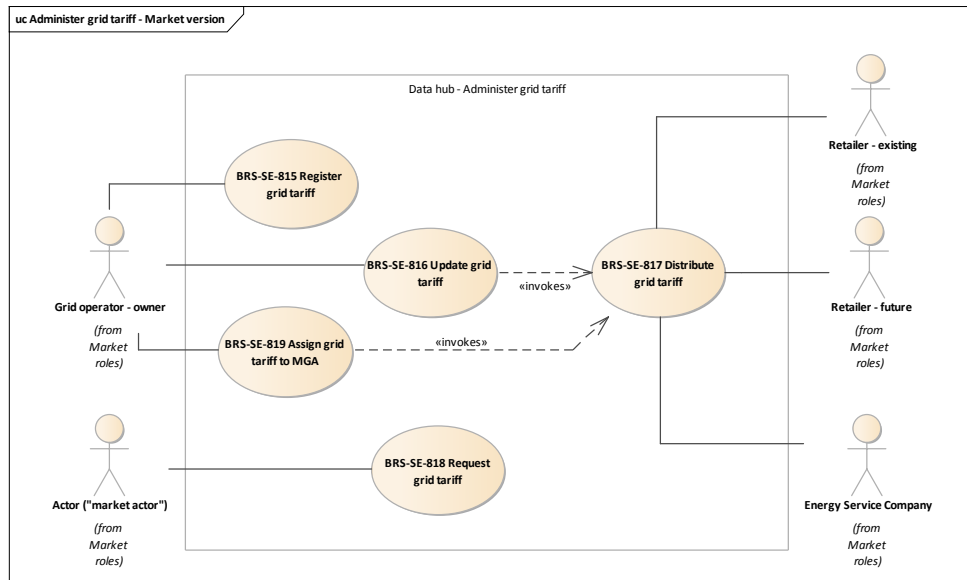 uc Administer grid tariff - Market version
Data hub - Administer grid tariff
BRS-SE-815 Register
grid tariff
BRS-SE-816 Update grid
tariff
«invokes»
BRS-SE-817 Distribute
grid tariff
BRS-SE-819 Assign grid
tariff to MGA
«invokes»
BRS-SE-818 Request
grid tariff
Grid operator - owner
(from
Market
roles)
Actor ("market actor")
(from
Market
roles)
Retailer - existing
(from
Market
roles)
Retailer - future
(from
Market
roles)
Energy Service Company
(from
Market
roles)